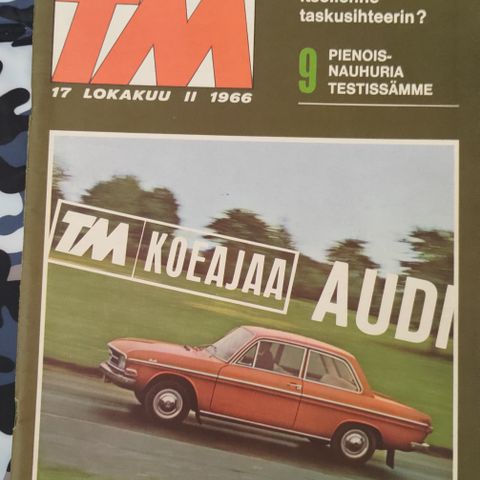 taskusihteerin?
TM
9 PIENOIS-
NAUHURIA
TESTISSÄMME
17 LOKAKUU II 1966
TM KOEAJAA AUDI